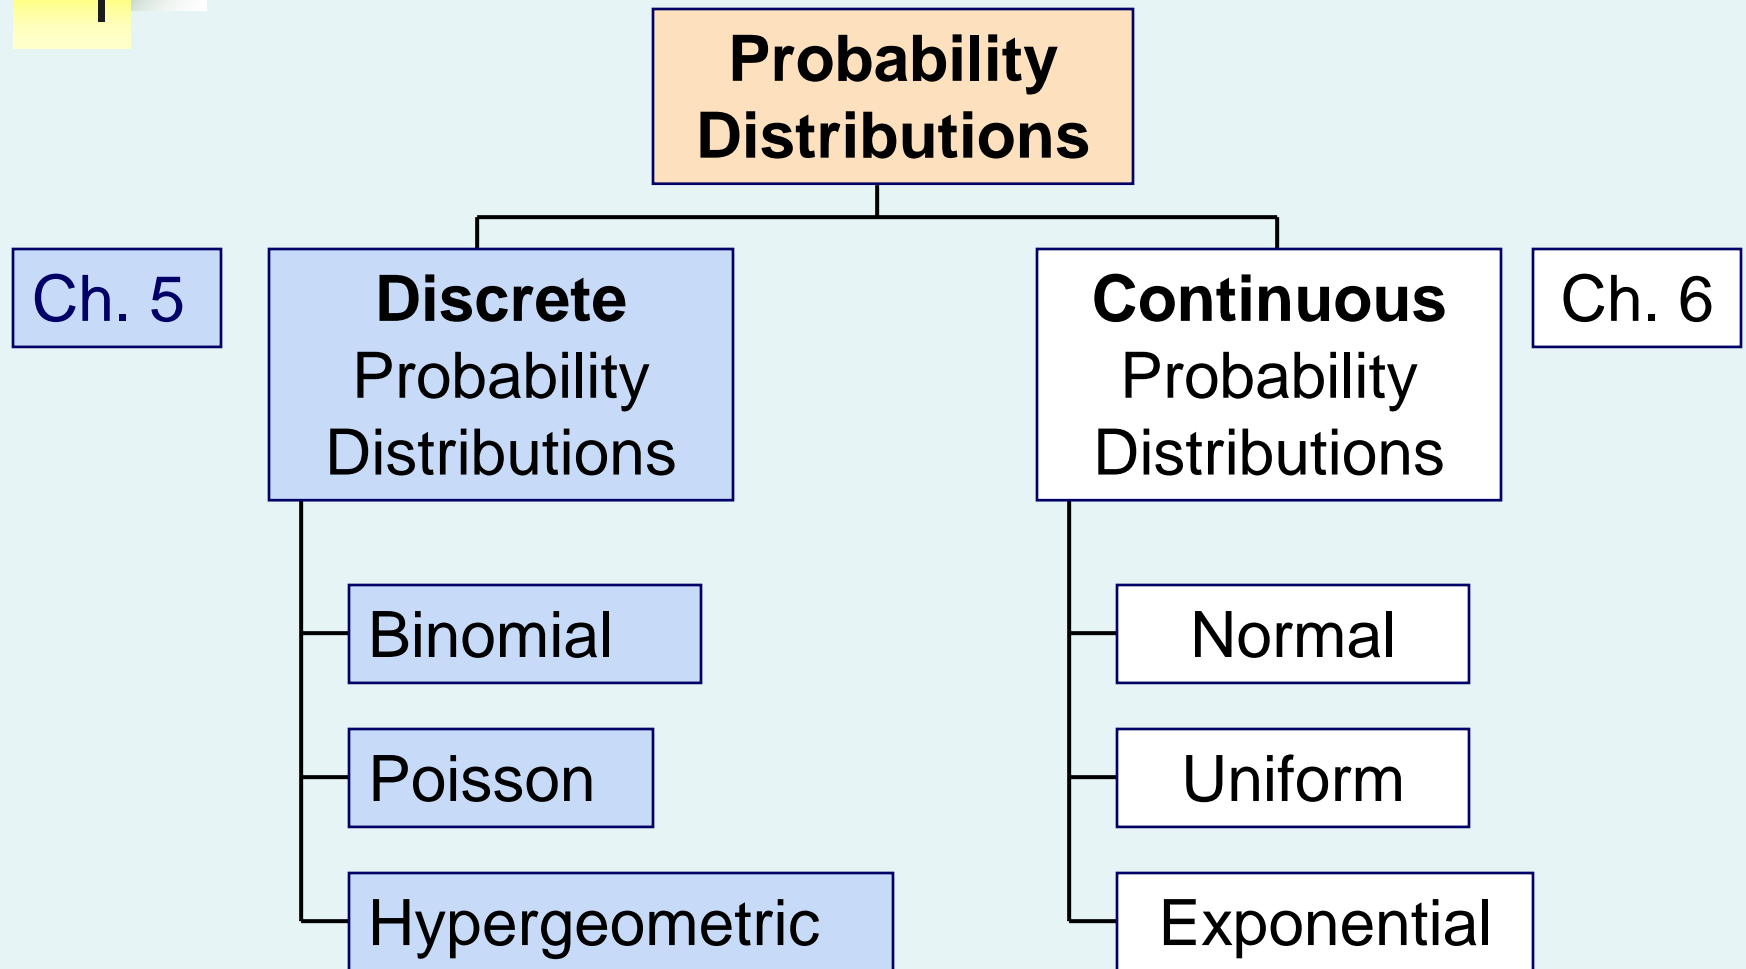 Probability
Distributions
Ch. 5
Discrete
Probability
Distributions
Continuous
Probability
Distributions
Ch. 6
Binomial
Normal
Poisson
Uniform
Hypergeometric
Exponential